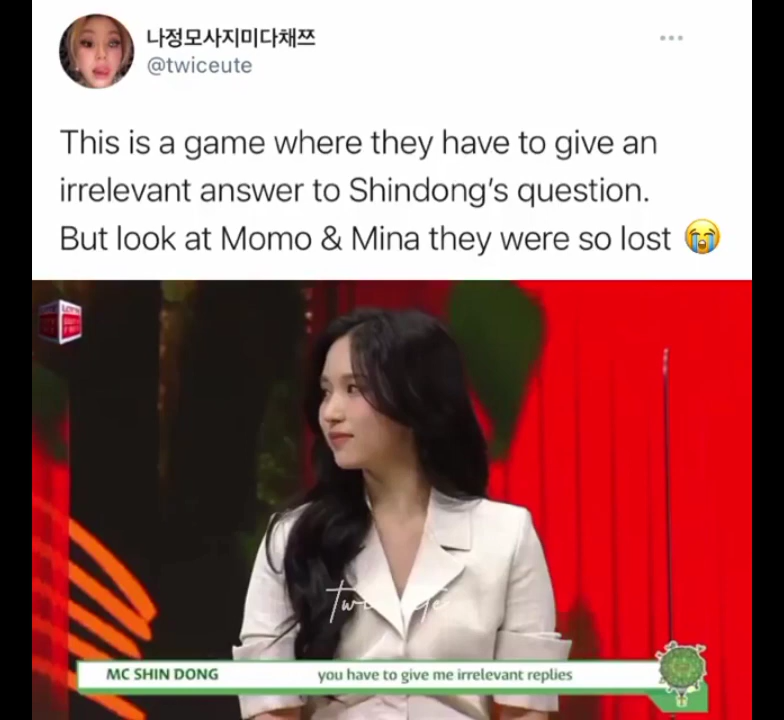 나정모사지미다채쯔
@twiceute
This is a game where they have to give an
irrelevant answer to Shindong's question.
But look at Momo & Mina they were so lost 😭
MC SHIN DONG you have to give me irrelevant replies